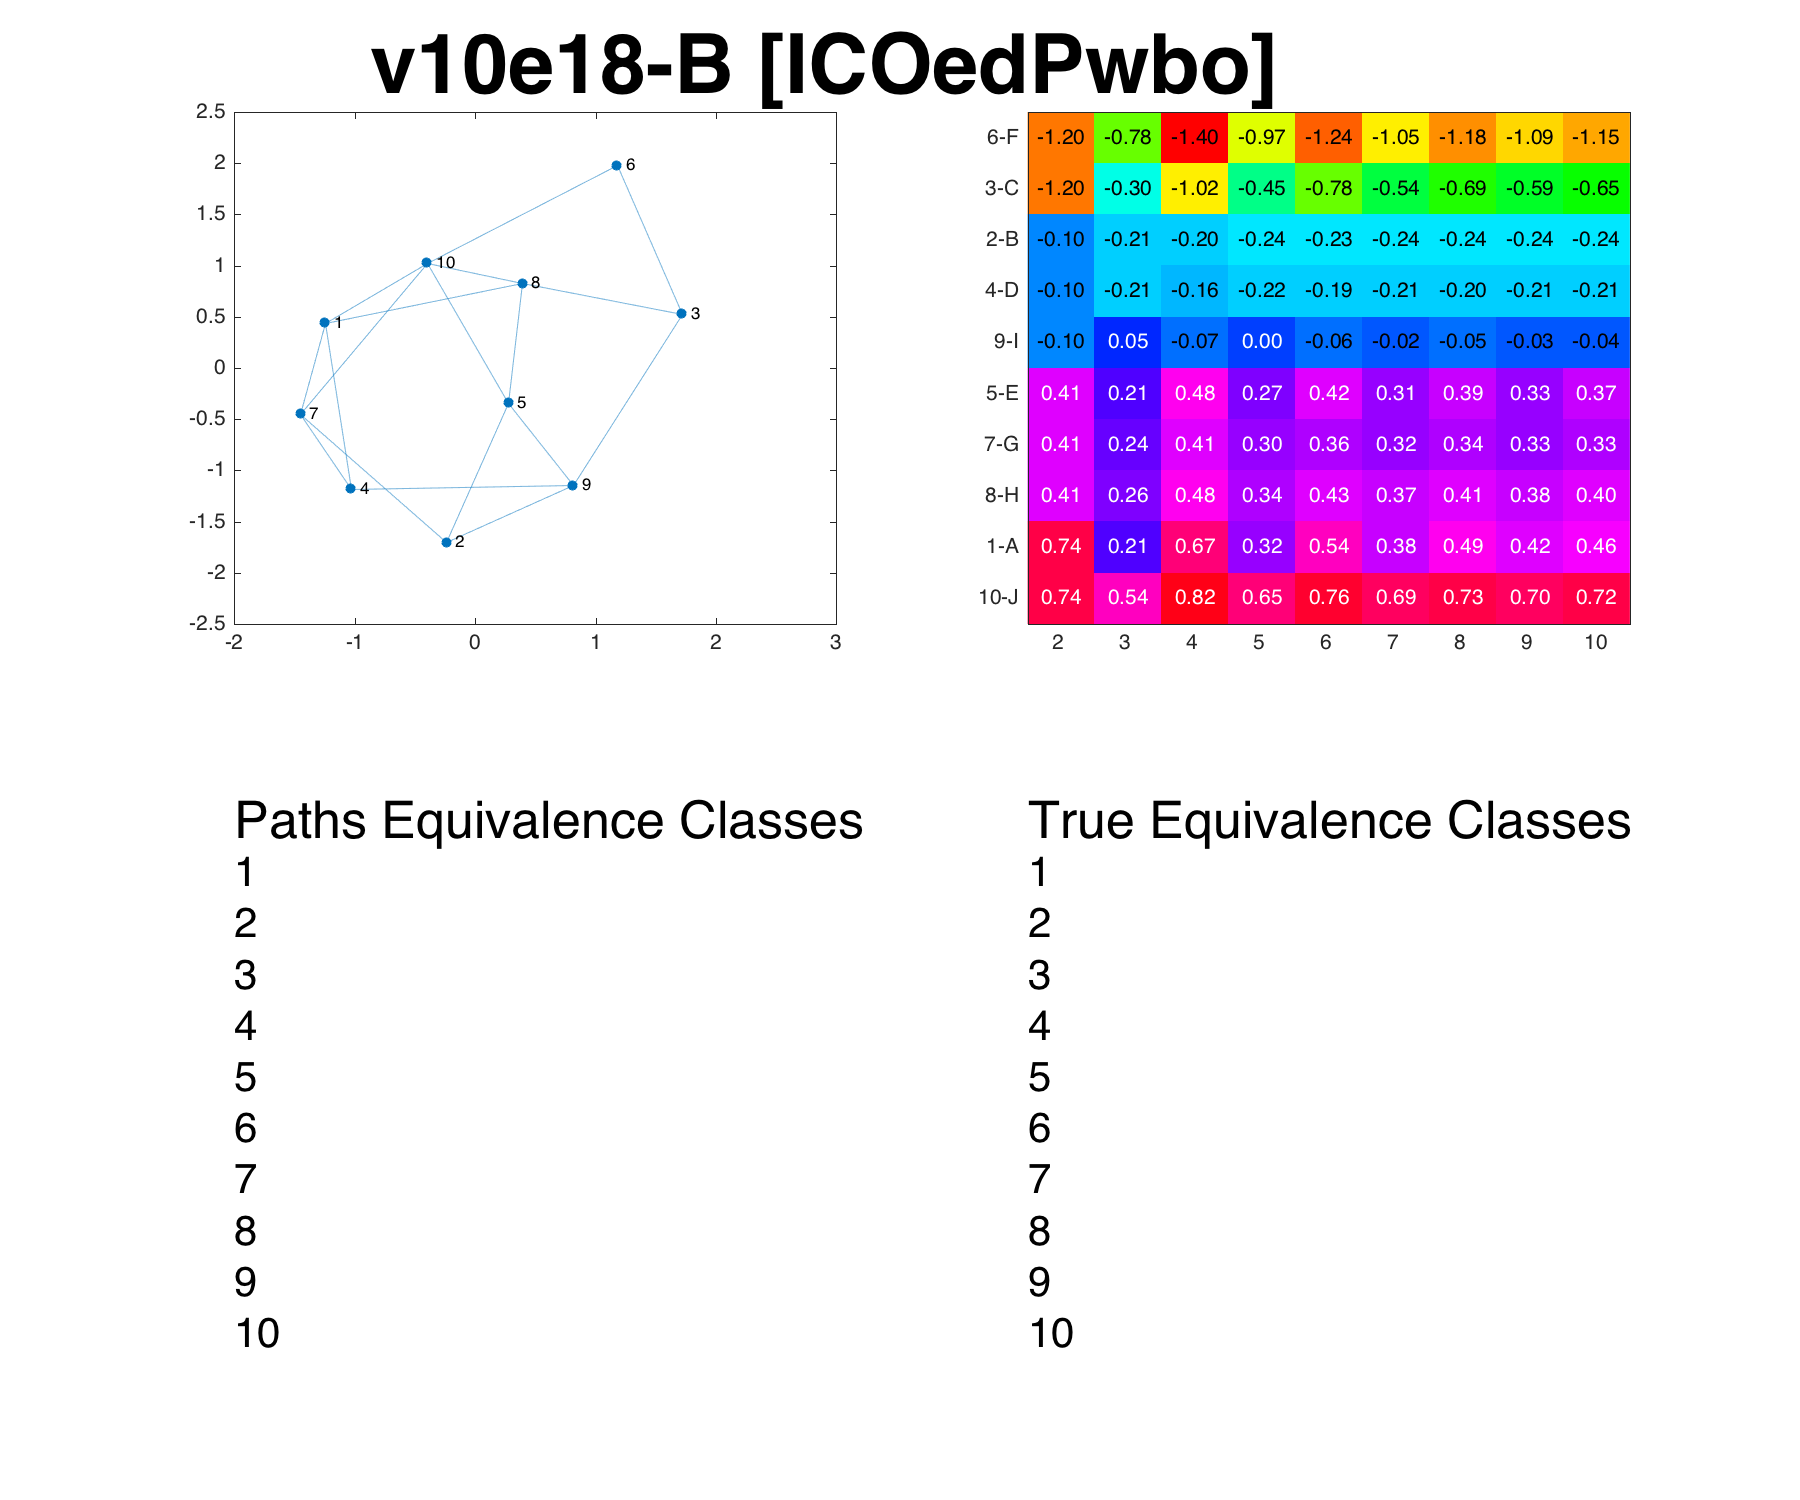 v10e18-B [ICOedPwbo]
2.5
2
1.5
1
0.5
0
-0.5
-1
-1.5
-2
-2.5
-2 -1 0 1 2 3
6
10
8
3
1
5
7
4
9
2
6-F -1.20 -0.78 -1.40 -0.97 -1.24 -1.05 -1.18 -1.09 -1.15
3-C -1.20 -0.30 -1.02 -0.45 -0.78 -0.54 -0.69 -0.59 -0.65
2-B -0.10 -0.21 -0.20 -0.24 -0.23 -0.24 -0.24 -0.24 -0.24
4-D -0.10 -0.21 -0.16 -0.22 -0.19 -0.21 -0.20 -0.21 -0.21
9-I -0.10 0.05 -0.07 0.00 -0.06 -0.02 -0.05 -0.03 -0.04
5-E 0.41 0.21 0.48 0.27 0.42 0.31 0.39 0.33 0.37
7-G 0.41 0.24 0.41 0.30 0.36 0.32 0.34 0.33 0.33
8-H 0.41 0.26 0.48 0.34 0.43 0.37 0.41 0.38 0.40
1-A 0.74 0.21 0.67 0.32 0.54 0.38 0.49 0.42 0.46
10-J 0.74 0.54 0.82 0.65 0.76 0.69 0.73 0.70 0.72
2 3 4 5 6 7 8 9 10
Paths Equivalence Classes
1
2
3
4
5
6
7
8
9
10
True Equivalence Classes
1
2
3
4
5
6
7
8
9
10